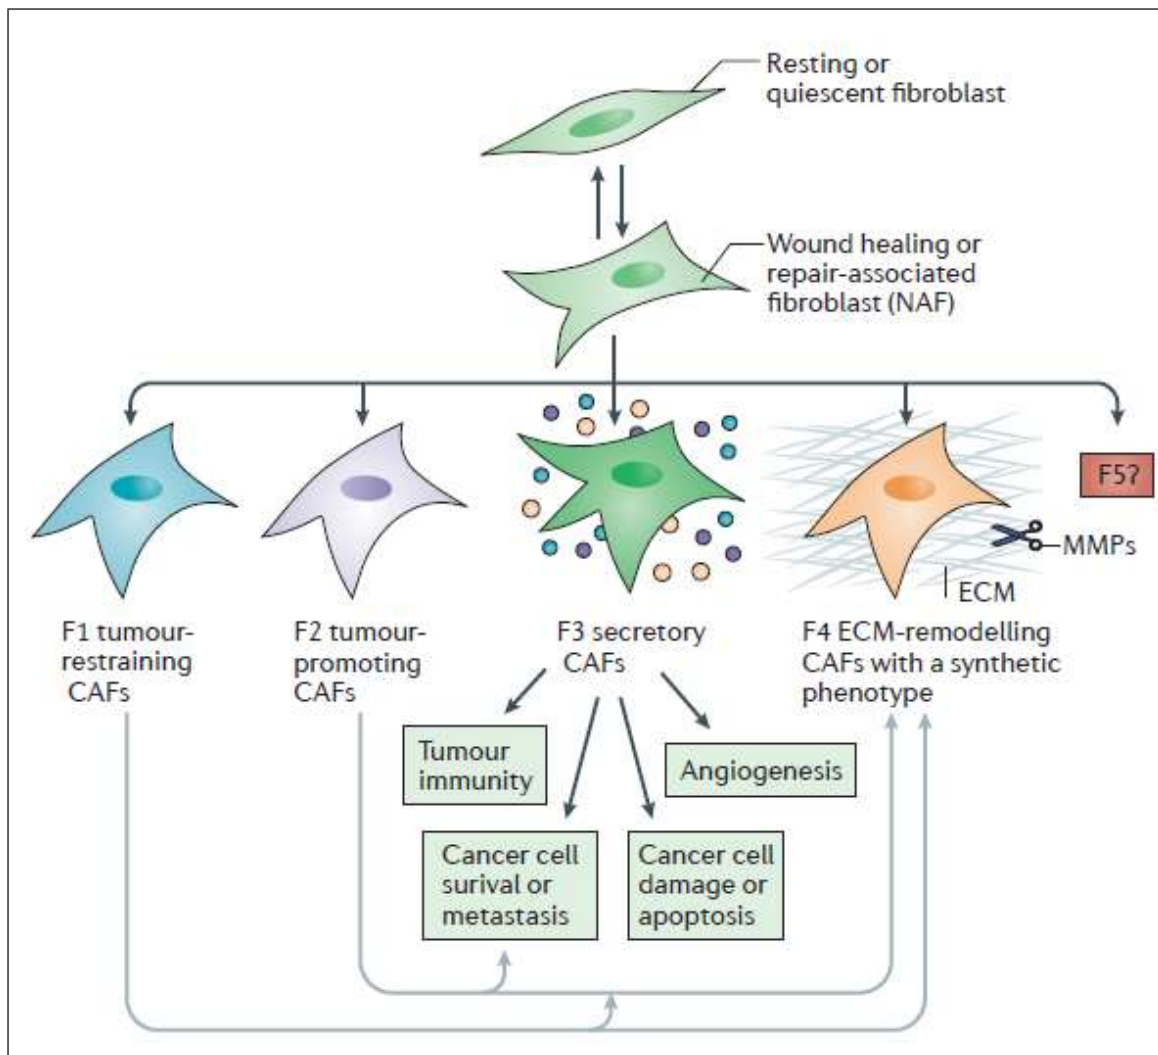 Resting or
quiescent fibroblast
Wound healing or
repair-associated
fibroblast (NAF)
F5?
MMPs
ECM
F1 tumour-
restraining
CAFs
F2 tumour-
promoting
CAFs
F3 secretory
CAFs
F4 ECM-remodelling
CAFs with a synthetic
phenotype
Tumour
immunity
Angiogenesis
Cancer cell
surival or
metastasis
Cancer cell
damage or
apoptosis